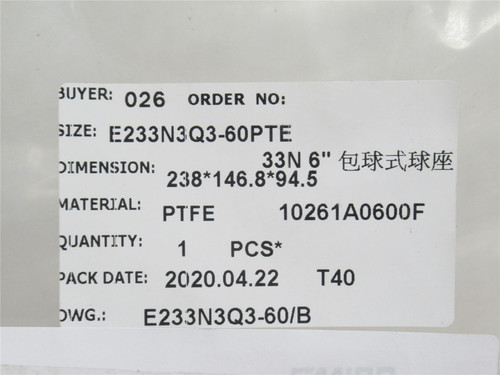 BUYER: 026 ORDER NO:
SIZE: E233N3Q3-60PTE
33N 6" 包球式球座
DIMENSION: 238*146.8*94.5
MATERIAL: PTFE 10261A0600F
QUANTITY: 1 PCS*
PACK DATE: 2020.04.22 T40
DWG.: E233N3Q3-60/B